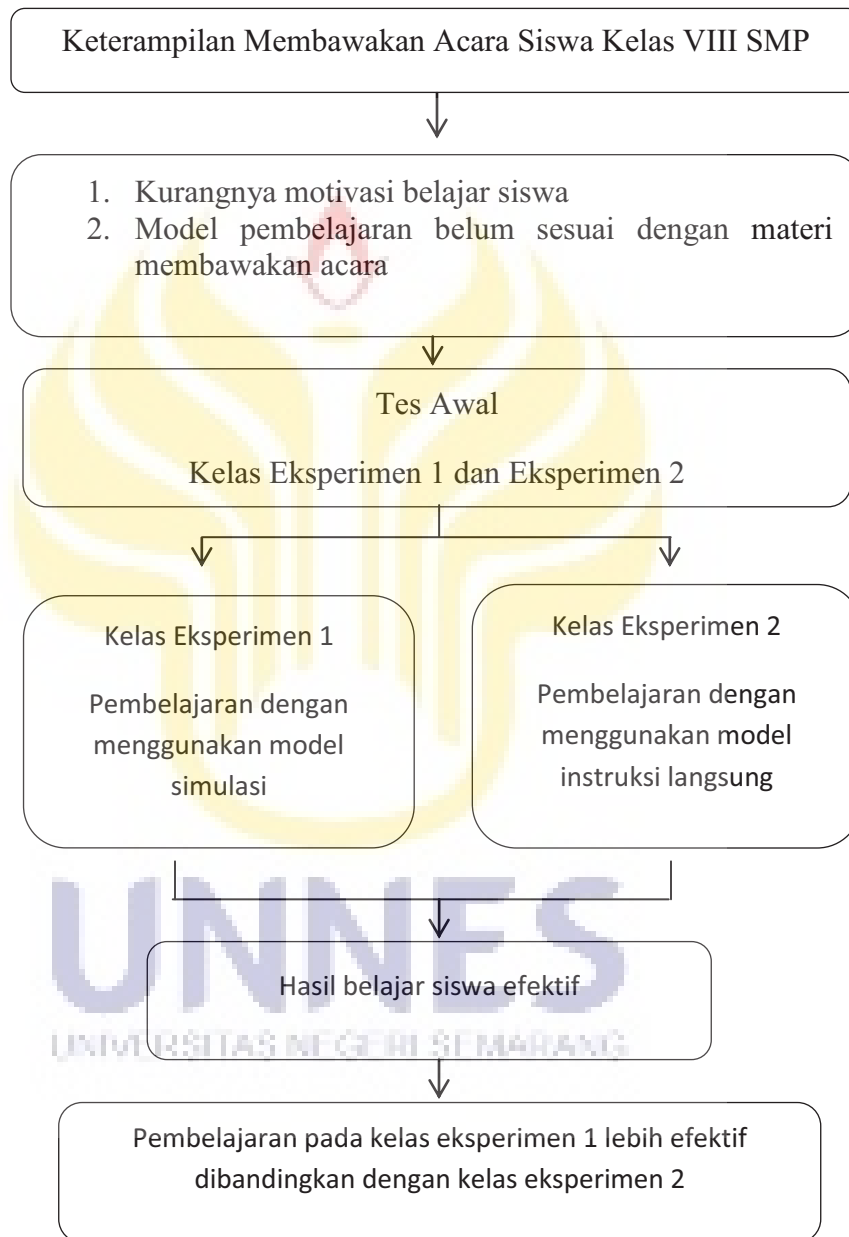 Keterampilan Membawakan Acara Siswa Kelas VIII SMP
1. Kurangnya motivasi belajar siswa
2. Model pembelajaran belum sesuai dengan materi
membawakan acara
Tes Awal
Kelas Eksperimen 1 dan Eksperimen 2
Kelas Eksperimen 1
Pembelajaran dengan
menggunakan model
simulasi
Kelas Eksperimen 2
Pembelajaran dengan
menggunakan model
instruksi langsung
UNNES
Hasil belajar siswa efektif
UNIVERSITAS NEGERI SEMARANG
Pembelajaran pada kelas eksperimen 1 lebih efektif
dibandingkan dengan kelas eksperimen 2